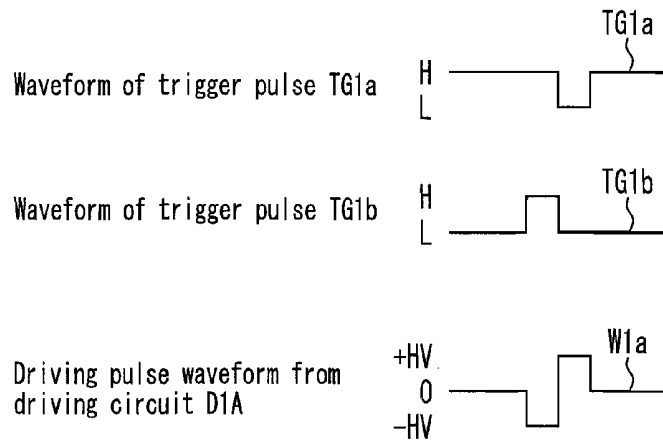 TG1a
Waveform of trigger pulse TG1a
H
L
TG1b
Waveform of trigger pulse TG1b
H
L
W1a
Driving pulse waveform from
driving circuit D1A
+HV
0
-HV